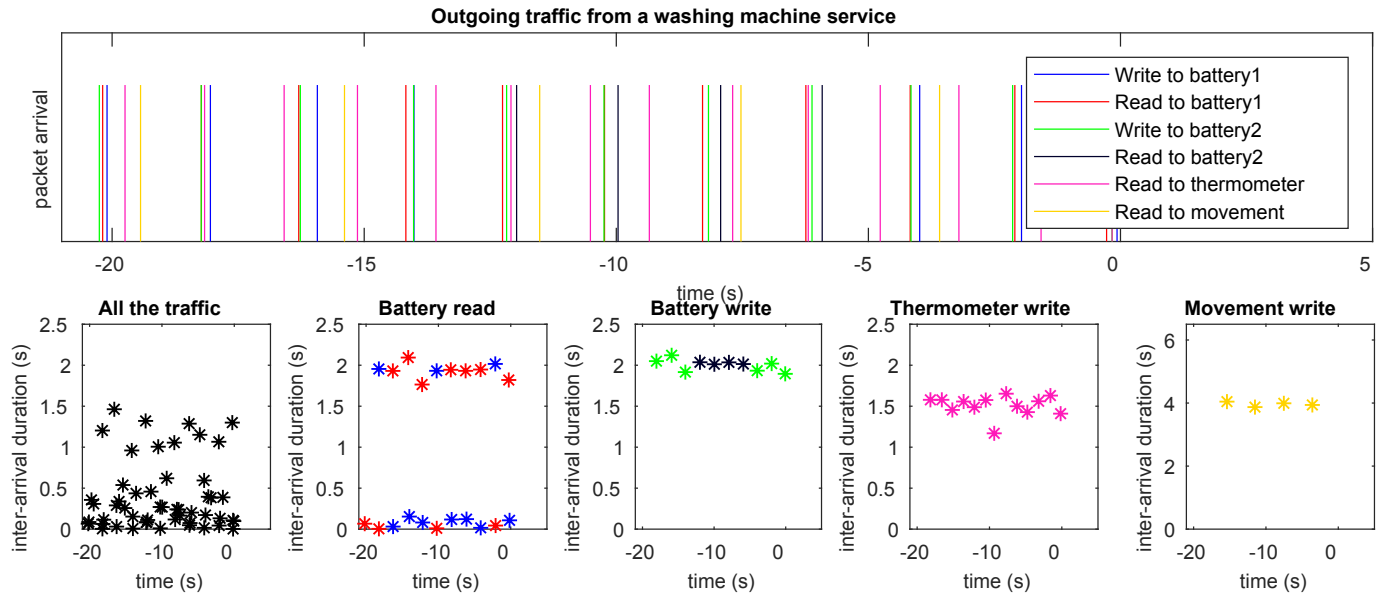 Outgoing traffic from a washing machine service
packet arrival
Write to battery1
Read to battery1
Write to battery2
Read to battery2
Read to thermometer
Read to movement
-20 -15 -10 -5 0 5
time (s)
All the traffic
inter-arrival duration (s)
2.5
2
1.5
1
0.5
0
-20 -10 0
time (s)
Battery read
inter-arrival duration (s)
2.5
2
1.5
1
0.5
0
-20 -10 0
time (s)
Battery write
inter-arrival duration (s)
2.5
2
1.5
1
0.5
0
-20 -10 0
time (s)
Thermometer write
inter-arrival duration (s)
2.5
2
1.5
1
0.5
0
-20 -10 0
time (s)
Movement write
inter-arrival duration (s)
6
4
2
0
-20 -10 0
time (s)